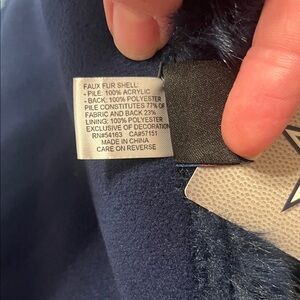 FAUX FUR SHELL:
- PILE: 100% ACRYLIC
- BACK: 100% POLYESTER
PILE CONSTITUTES 77% OF
FABRIC AND BACK 23%
LINING: 100% POLYESTER
EXCLUSIVE OF DECORATION
RN#54163 CA#57151
MADE IN CHINA
CARE ON REVERSE